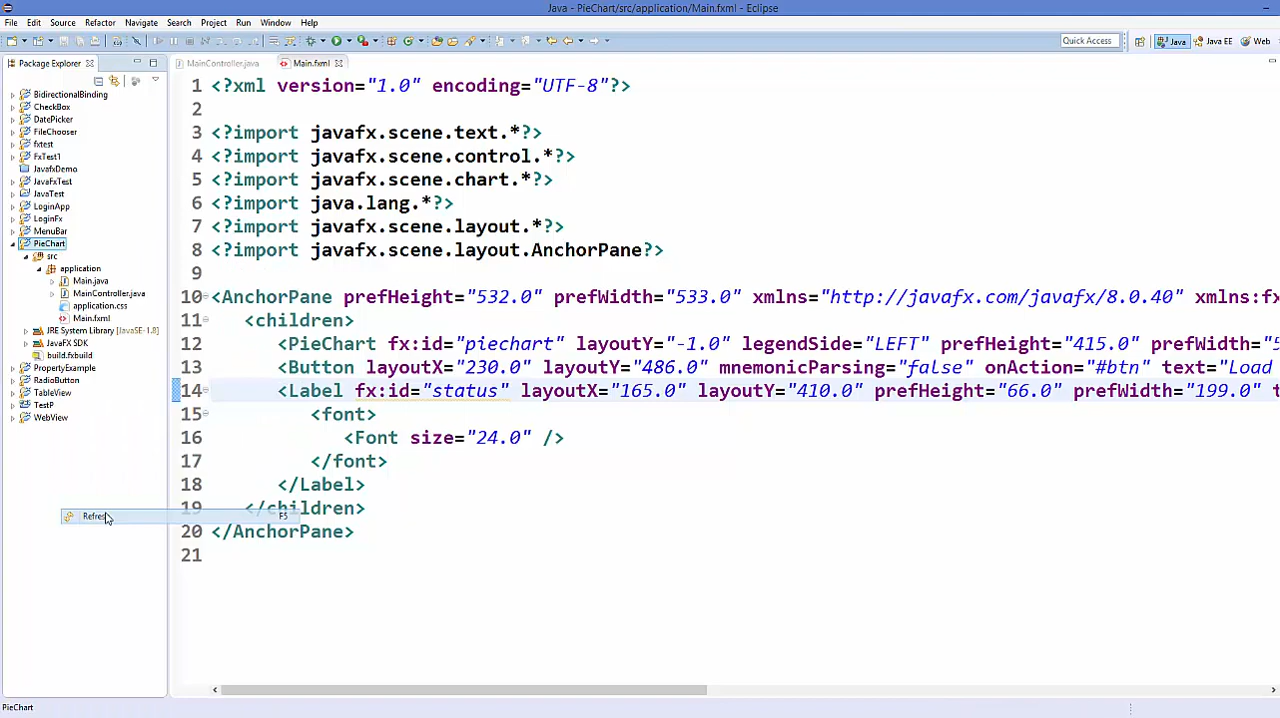 Java - PieChart/src/application/Main.fxml - Eclipse
File Edit Source Refactor Navigate Search Project Run Window Help
Quick Access Java Java EE Web
Package Explorer
MainController.java Main.fxml
BidirectionalBinding
CheckBox
DatePicker
FileChooser
fxtest
FxTest1
JavafxDemo
JavaFxTest
JavaTest
LoginApp
LoginFx
MenuBar
PieChart
src
application
Main.java
MainController.java
application.css
Main.fxml
JRE System Library [JavaSE-1.8]
JavaFX SDK
build.fxbuild
PropertyExample
RadioButton
TableView
TestP
WebView
Refres F5
1 <?xml version="1.0" encoding="UTF-8"?>
2
3 <?import javafx.scene.text.*?>
4 <?import javafx.scene.control.*?>
5 <?import javafx.scene.chart.*?>
6 <?import java.lang.*?>
7 <?import javafx.scene.layout.*?>
8 <?import javafx.scene.layout.AnchorPane?>
9
10 <AnchorPane prefHeight="532.0" prefWidth="533.0" xmlns="http://javafx.com/javafx/8.0.40" xmlns:fx
11 <children>
12 <PieChart fx:id="piechart" layoutY="-1.0" legendSide="LEFT" prefHeight="415.0" prefWidth="5
13 <Button layoutX="230.0" layoutY="486.0" mnemonicParsing="false" onAction="#btn" text="Load
14 <Label fx:id="status" layoutX="165.0" layoutY="410.0" prefHeight="66.0" prefWidth="199.0" t
15 <font>
16 <Font size="24.0" />
17 </font>
18 </Label>
19 </children>
20 </AnchorPane>
21
PieChart